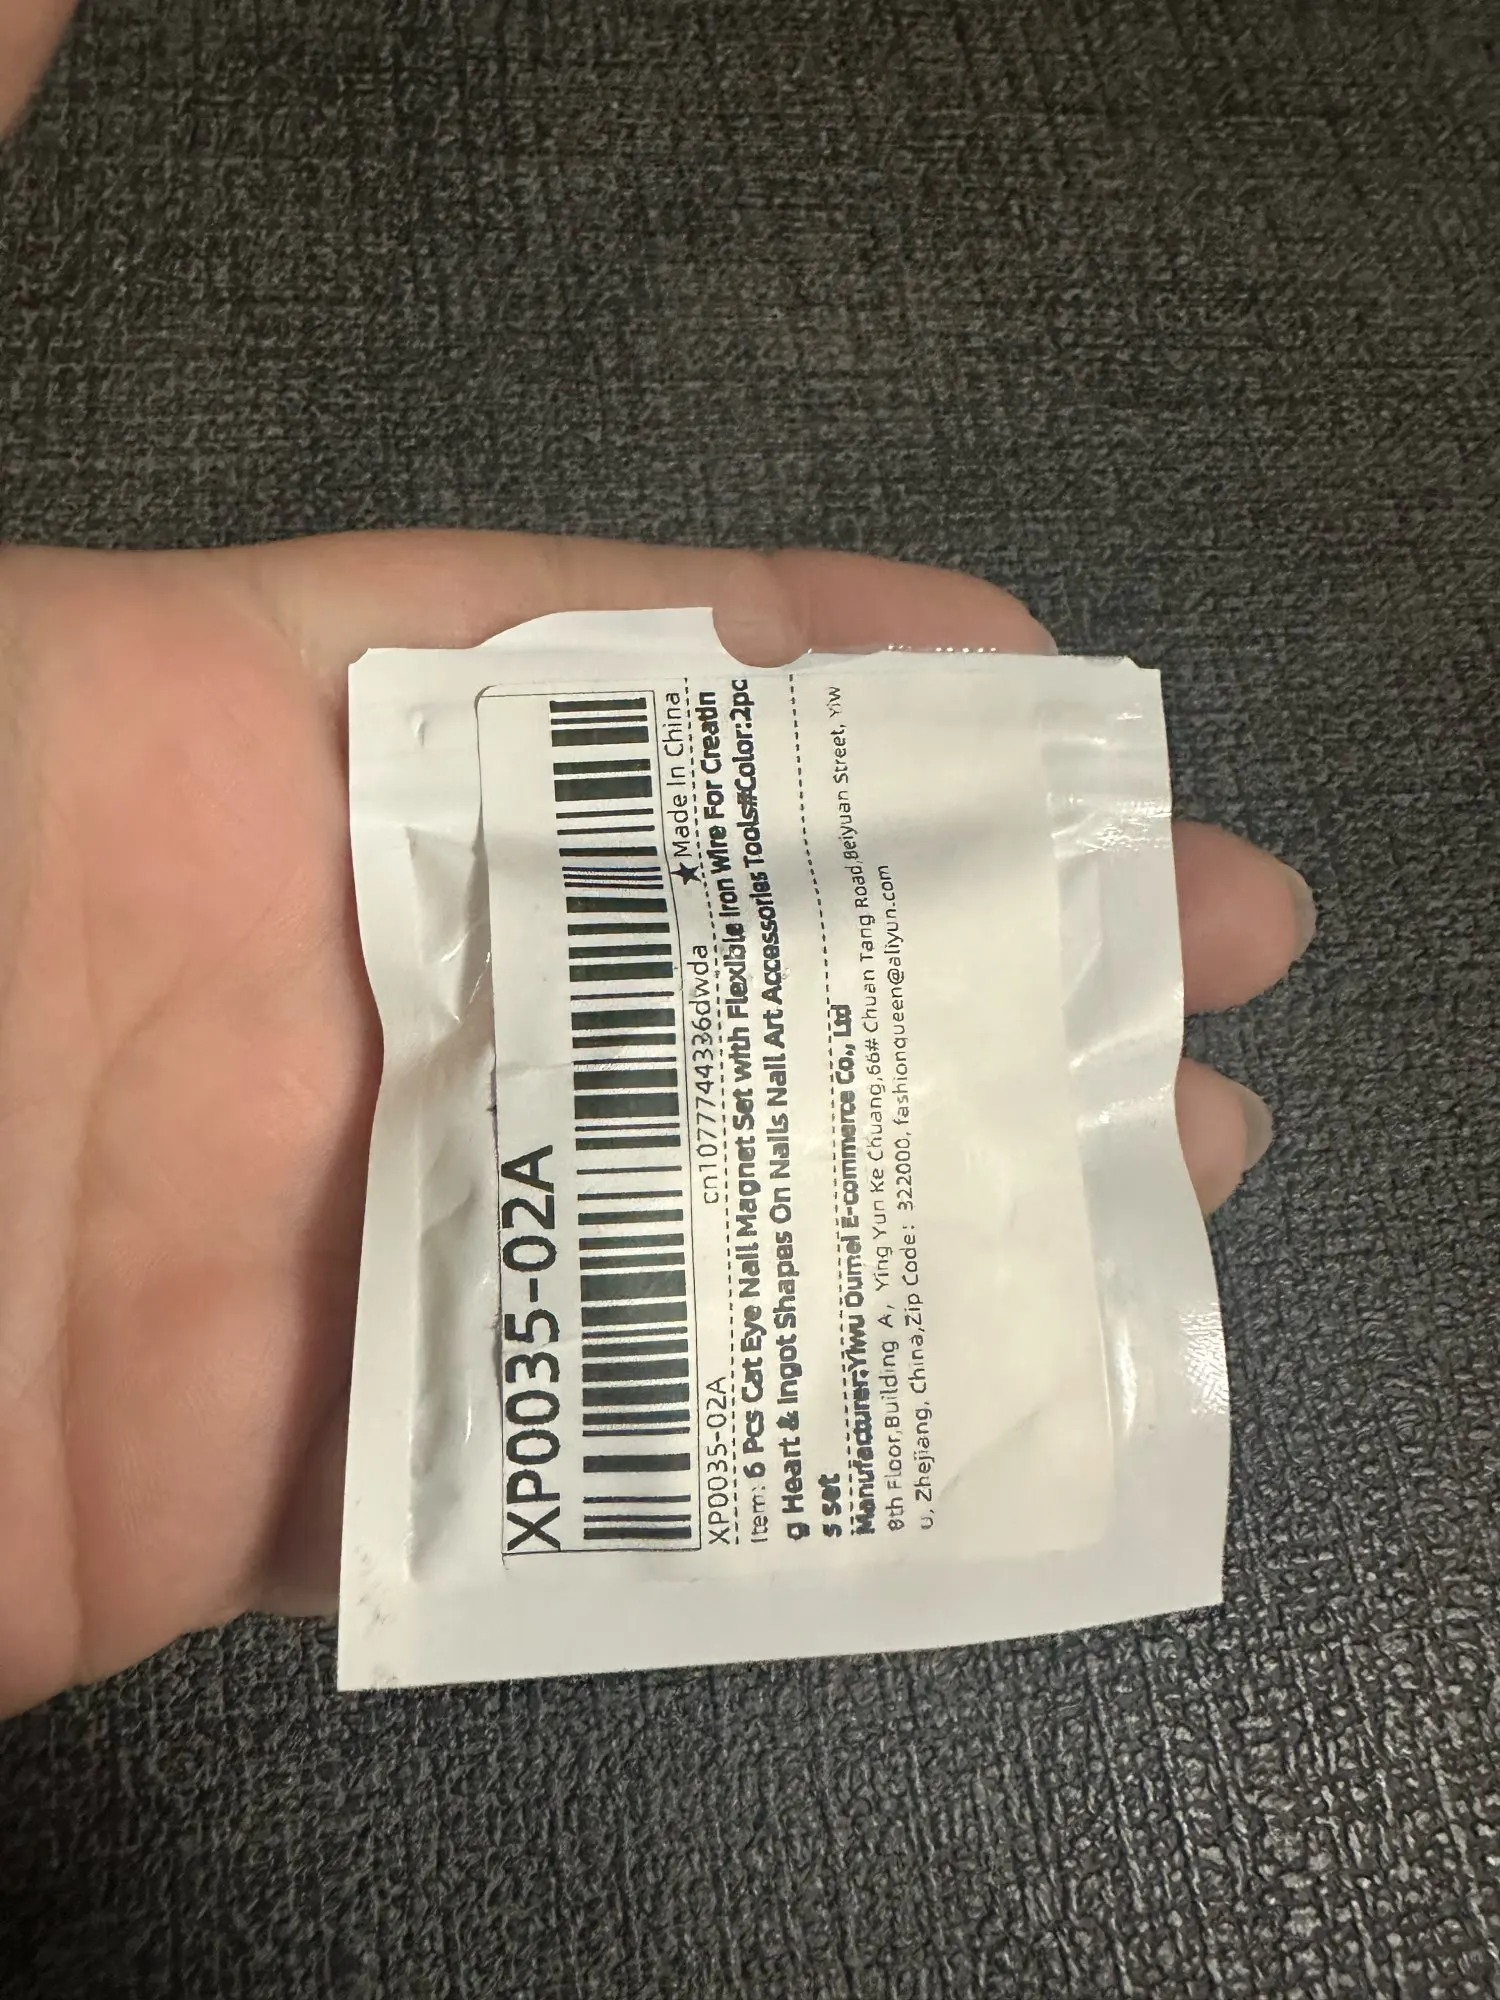 XP0035-02A
XP0035-02A cn1077744336dwda ★ Made In China
Item: 6 Pcs Cat Eye Nail Magnet Set with Flexible Iron Wire For Creatin
g Heart & Ingot Shapes On Nails Nail Art Accessories Tools#Color:2pc
s set
Manufacturer:Yiwu Dumei E-commerce Co., Ltd
8th Floor,Building A, Ying Yun Ke Chuang,66# Chuan Tang Road,Beiyuan Street, Yiw
u, Zhejiang, China,Zip Code: 322000, fashionqueen@aliyun.com